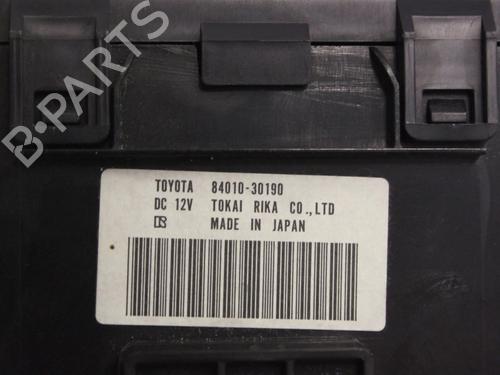 B-PARTS
TOYOTA 84010-30190
DC 12V TOKAI RIKA CO.,LTD
MADE IN JAPAN